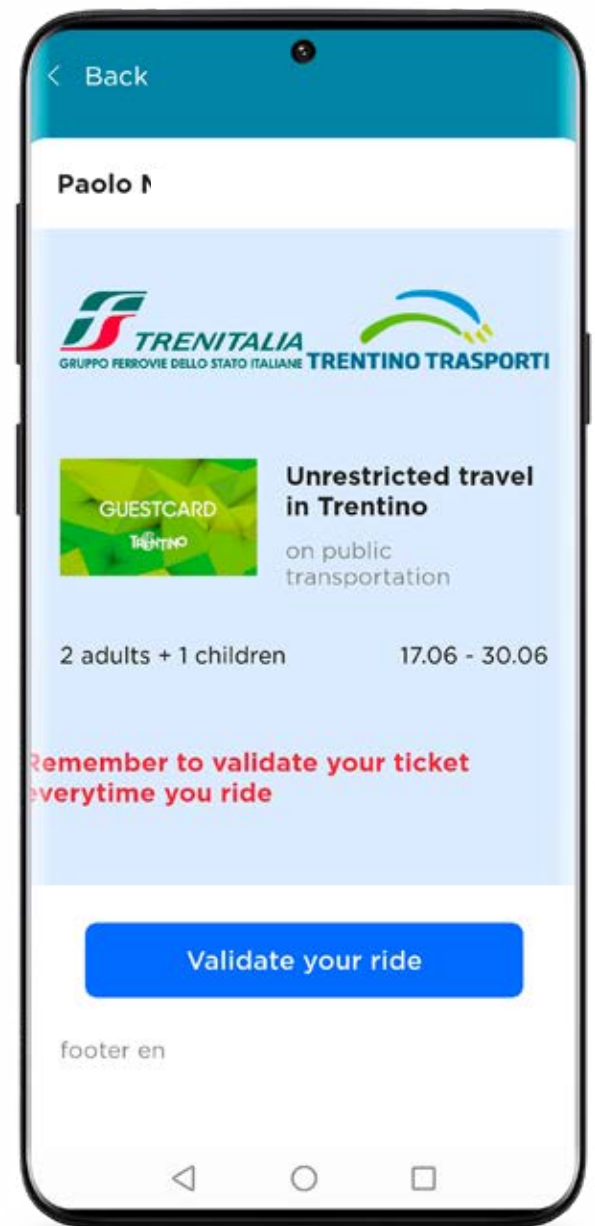 Back
Paolo
TRENITALIA
GRUPPO FERROVIE DELLO STATO ITALIANE
TRENTINO TRASPORTI
GUESTCARD
TRENTINO
Unrestricted travel
in Trentino
on public
transportation
2 adults + 1 children
17.06 - 30.06
Remember to validate your ticket
everytime you ride
Validate your ride
footer en